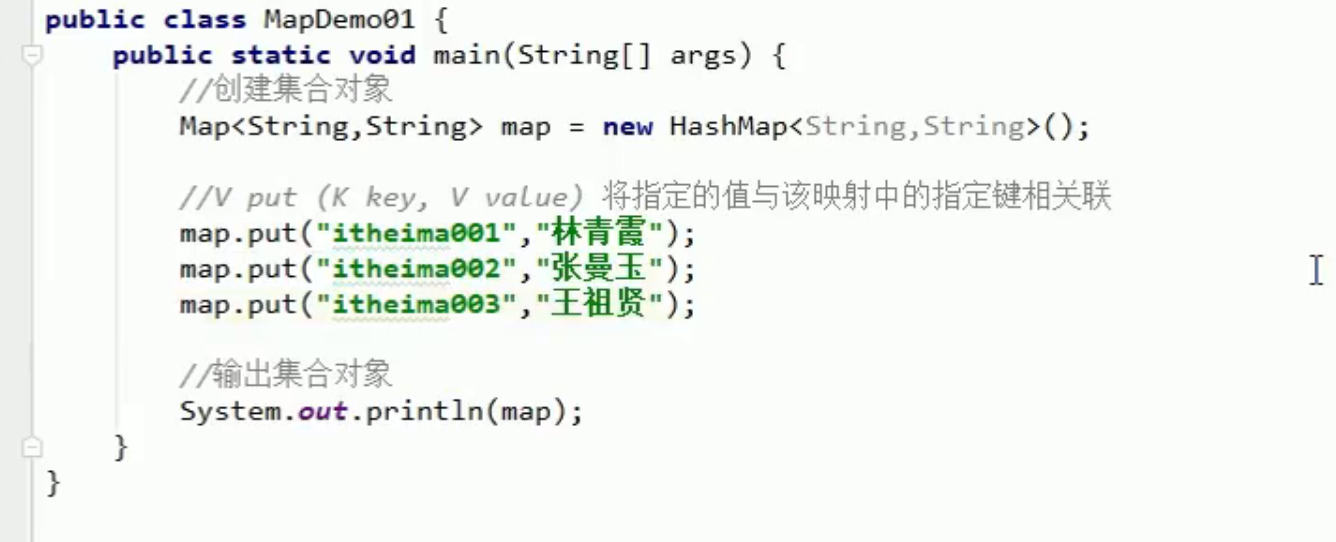 public class MapDemo01 {
public static void main(String[] args) {
//创建集合对象
Map<String,String> map = new HashMap<String,String>();
//V put (K key, V value) 将指定的值与该映射中的指定键相关联
map.put("itheima001","林青霞");
map.put("itheima002","张曼玉");
map.put("itheima003","王祖贤");
//输出集合对象
System.out.println(map);
}
}